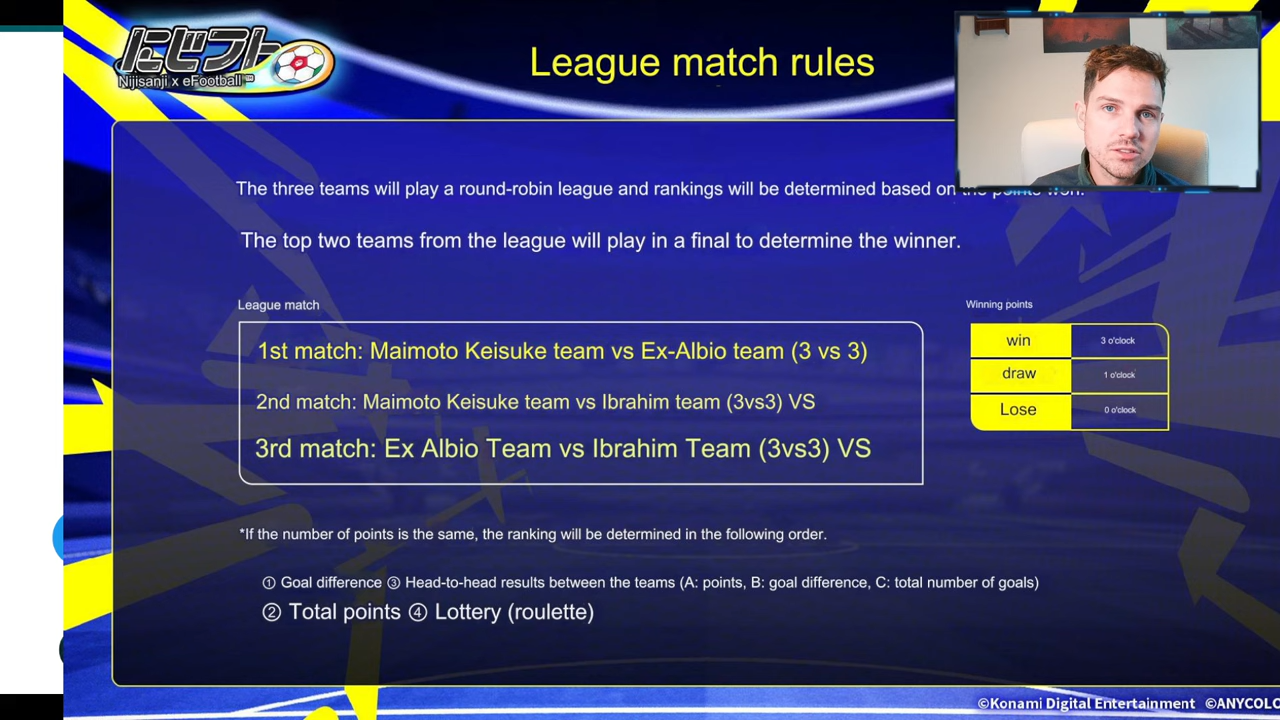 にじフト
Nijisanji x eFootball™
League match rules
The three teams will play a round-robin league and rankings will be determined based on the points won.
The top two teams from the league will play in a final to determine the winner.
League match
Winning points
1st match: Maimoto Keisuke team vs Ex-Albio team (3 vs 3)
2nd match: Maimoto Keisuke team vs Ibrahim team (3vs3) VS
3rd match: Ex Albio Team vs Ibrahim Team (3vs3) VS
win 3 o'clock
draw 1 o'clock
Lose 0 o'clock
*If the number of points is the same, the ranking will be determined in the following order.
① Goal difference ③ Head-to-head results between the teams (A: points, B: goal difference, C: total number of goals)
② Total points ④ Lottery (roulette)
©Konami Digital Entertainment ©ANYCOLO